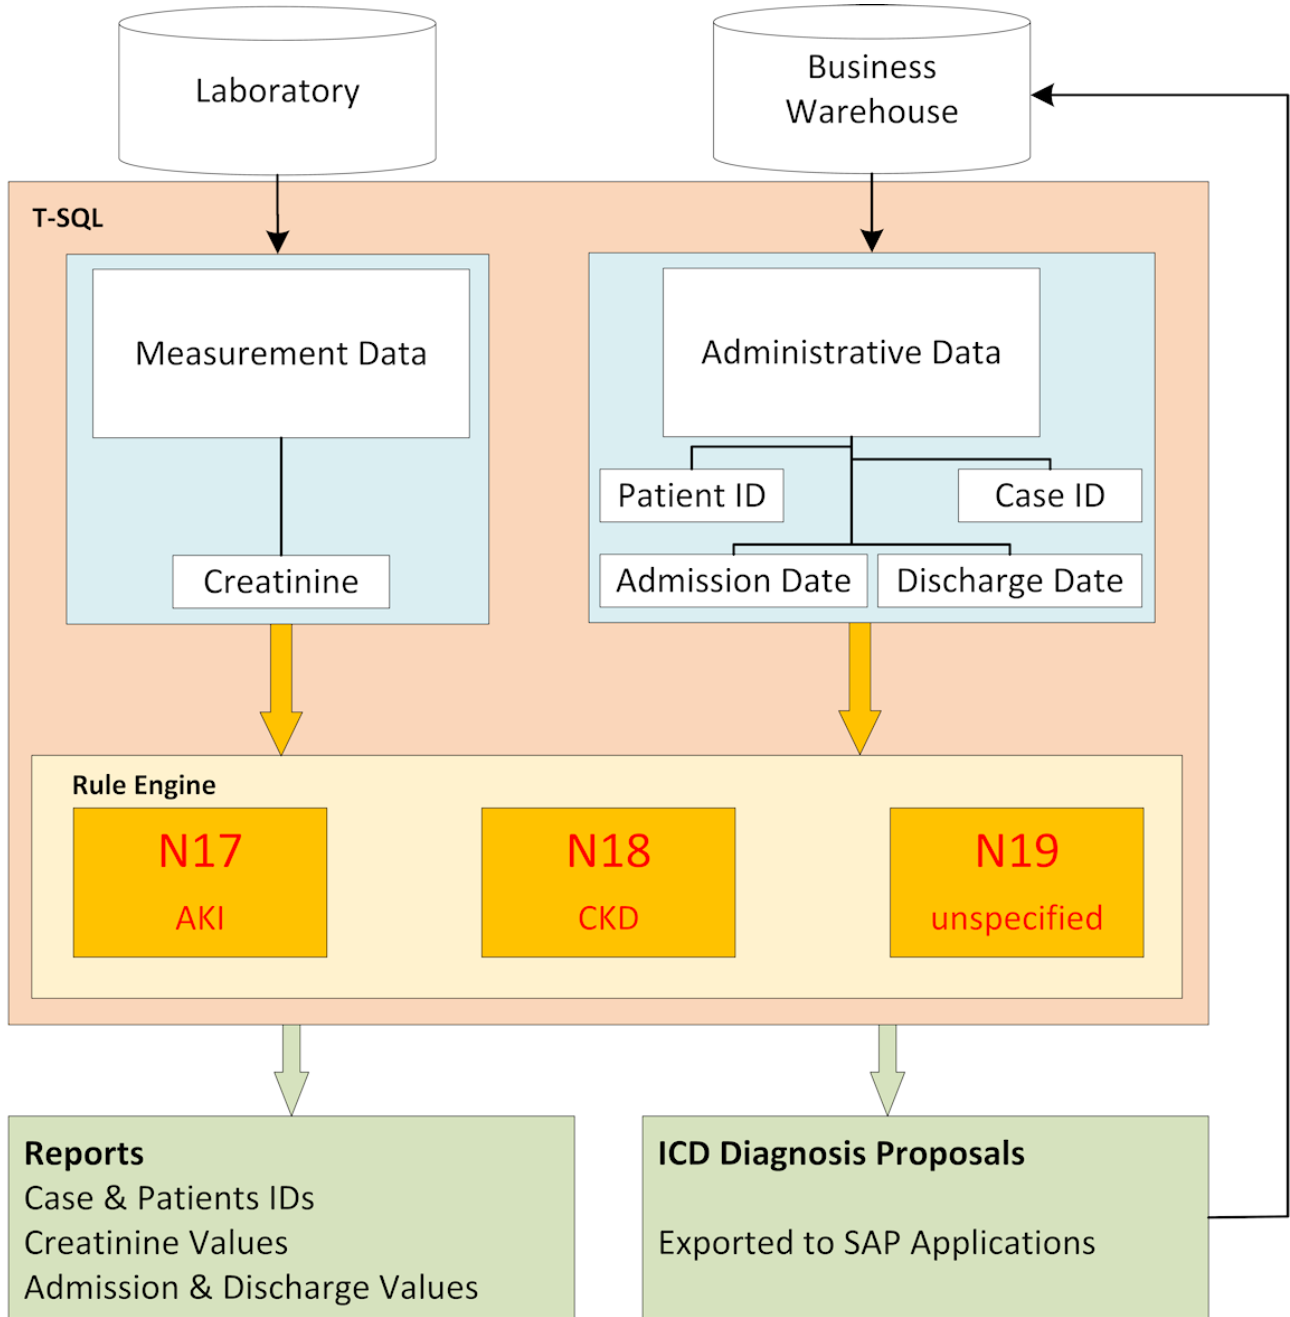 Laboratory
Business
Warehouse
T-SQL
Measurement Data
Administrative Data
Patient ID
Case ID
Creatinine
Admission Date
Discharge Date
Rule Engine
N17
AKI
N18
CKD
N19
unspecified
Reports
Case & Patients IDs
Creatinine Values
Admission & Discharge Values
ICD Diagnosis Proposals
Exported to SAP Applications